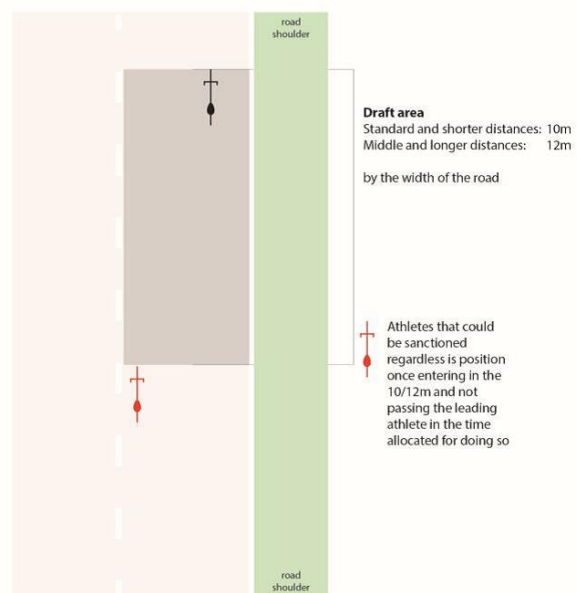 road
shoulder
Draft area
Standard and shorter distances: 10m
Middle and longer distances: 12m
by the width of the road
Athletes that could
be sanctioned
regardless is position
once entering in the
10/12m and not
passing the leading
athlete in the time
allocated for doing so
road
shoulder